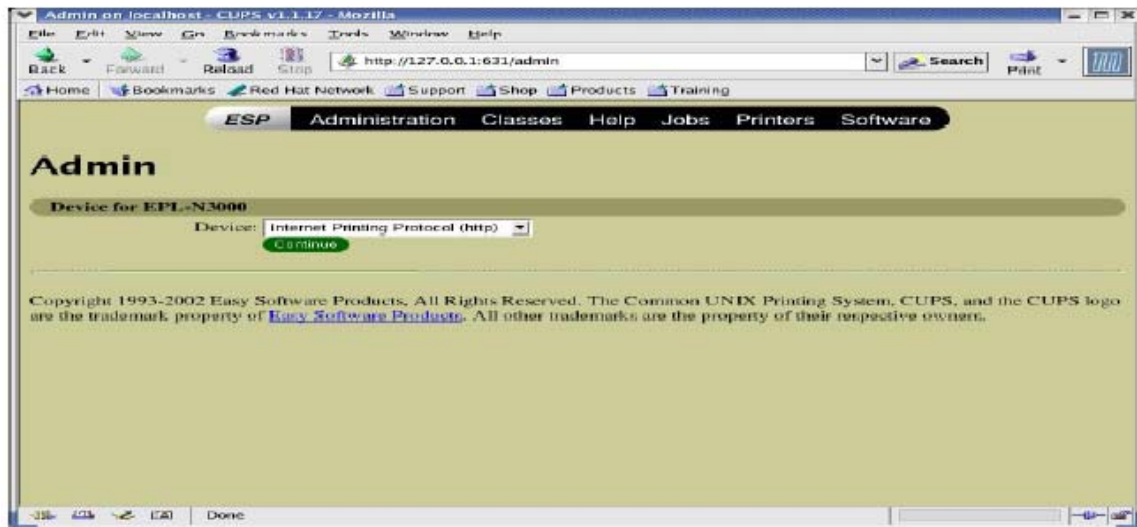 Admin on localhost - CUPS v1.1.17 - Mozilla
File Edit View Go Bookmarks Tools Window Help
Back Forward Reload Stop http://127.0.0.1:631/admin Search Print
Home Bookmarks Red Hat Network Support Shop Products Training
ESP Administration Classes Help Jobs Printers Software
Admin
Device for EPL-N3000
Device: Internet Printing Protocol (http)
Continue
Copyright 1993-2002 Easy Software Products, All Rights Reserved. The Common UNIX Printing System, CUPS, and the CUPS logo
are the trademark property of Easy Software Products. All other trademarks are the property of their respective owners.
Done